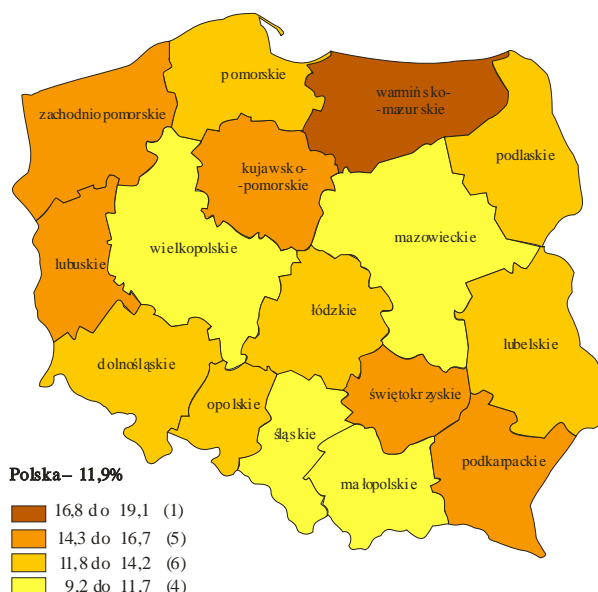 pomorskie
warmińsko-
-mazurskie
zachodniopomorskie
podlaskie
kujawsko-
-pomorskie
mazowieckie
wielkopolskie
lubuskie
łódzkie
lubelskie
dolnośląskie
świętokrzyskie
opolskie
śląskie
podkarpackie
małopolskie
Polska – 11,9%
16,8 do 19,1 (1)
14,3 do 16,7 (5)
11,8 do 14,2 (6)
9,2 do 11,7 (4)